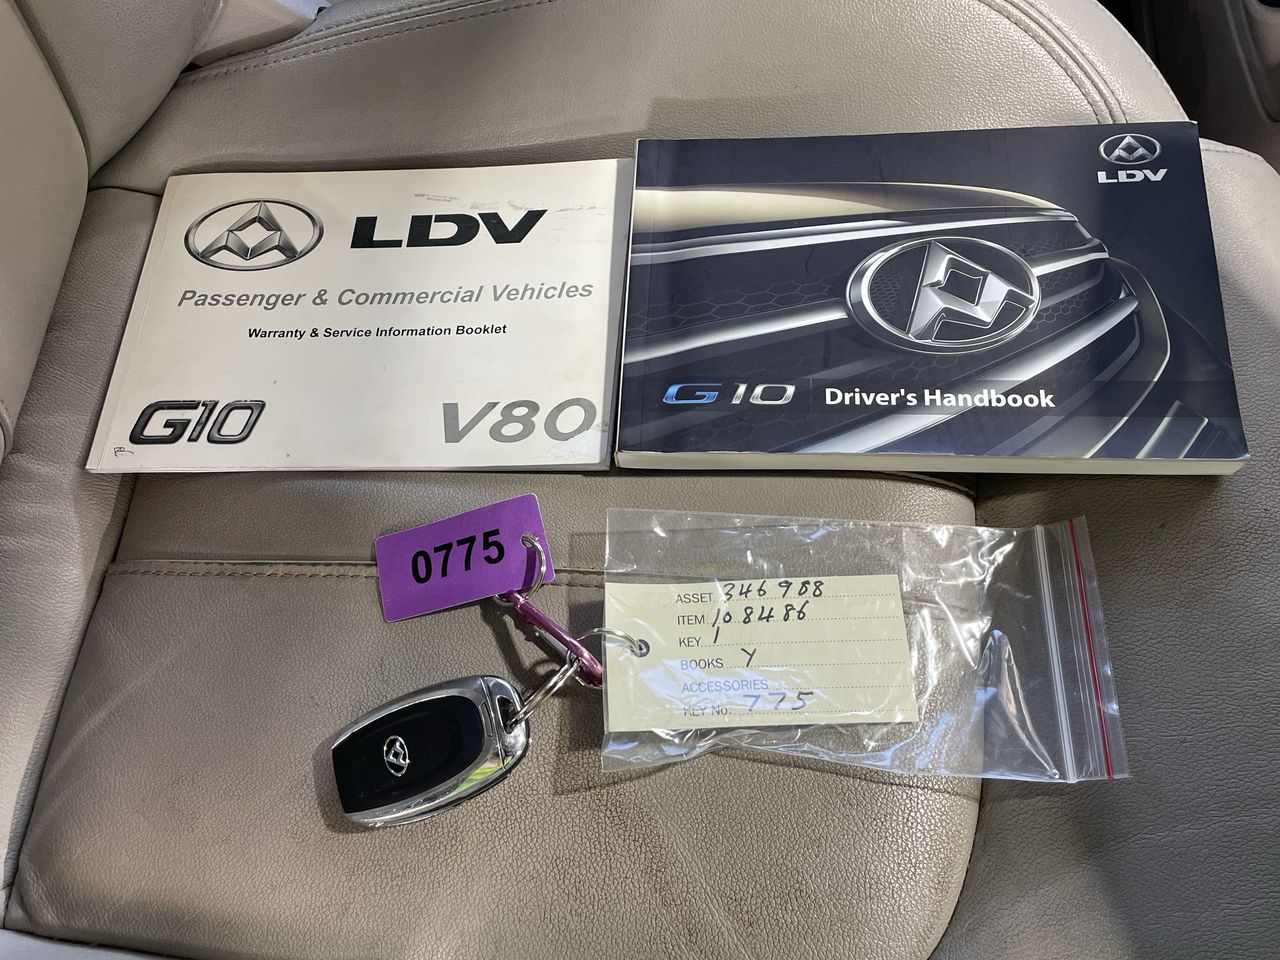 LDV
Passenger & Commercial Vehicles
Warranty & Service Information Booklet
G10
V80
LDV
G10 Driver's Handbook
0775
ASSET 346988
ITEM 108486
KEY 1
BOOKS Y
ACCESSORIES
KEY No. 775